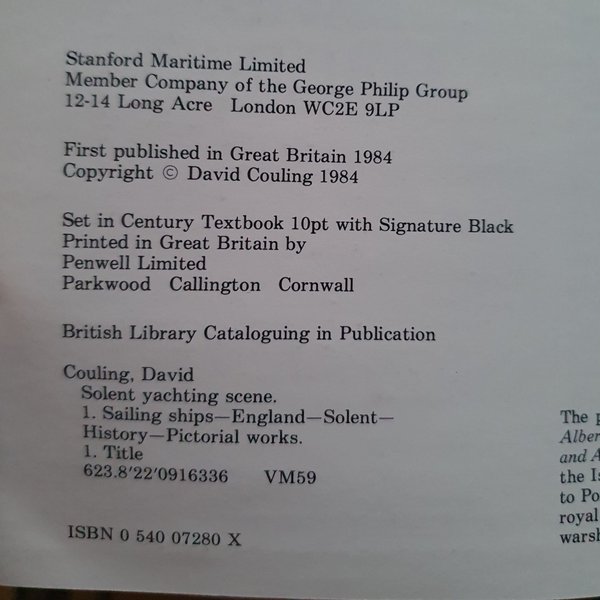 Stanford Maritime Limited
Member Company of the George Philip Group
12-14 Long Acre London WC2E 9LP
First published in Great Britain 1984
Copyright © David Couling 1984
Set in Century Textbook 10pt with Signature Black
Printed in Great Britain by
Penwell Limited
Parkwood Callington Cornwall
British Library Cataloguing in Publication
Couling, David
Solent yachting scene.
1. Sailing ships—England—Solent—
History—Pictorial works.
1. Title
623.8'22'0916336 VM59
ISBN 0 540 07280 X
The
and
the
to
royal